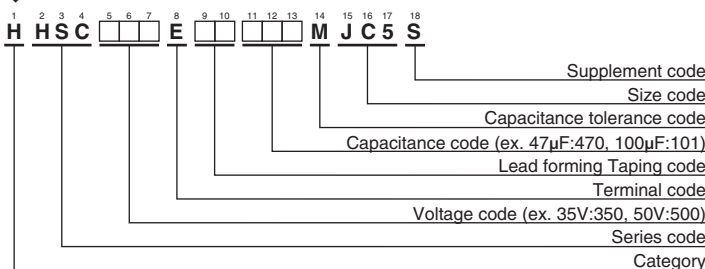 1 2 3 4 5 6 7 8 9 10 11 12 13 14 15 16 17 18
H HSC □□□ E □□ □□□ M JC5 S
Supplement code
Size code
Capacitance tolerance code
Capacitance code (ex. 47µF:470, 100µF:101)
Lead forming Taping code
Terminal code
Voltage code (ex. 35V:350, 50V:500)
Series code
Category